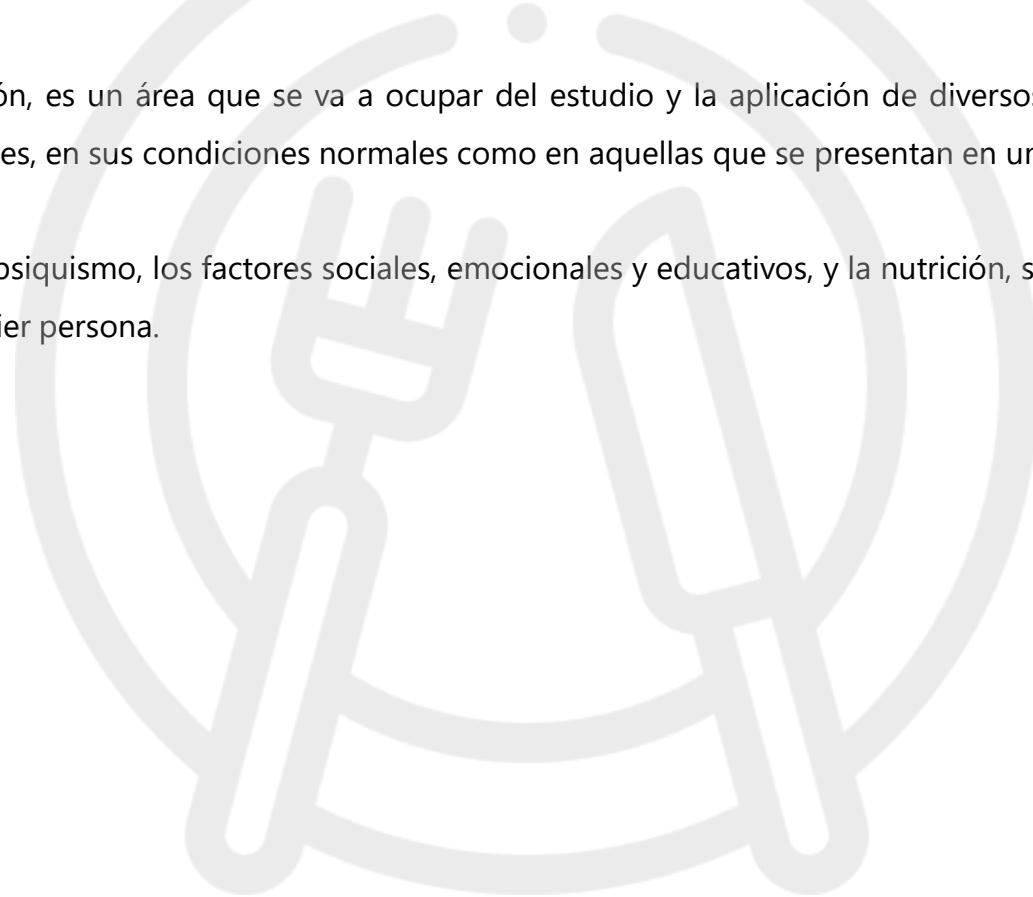 ón, es un área que se va a ocupar del estudio y la aplicación de diversos
es, en sus condiciones normales como en aquellas que se presentan en un
psiquismo, los factores sociales, emocionales y educativos, y la nutrición, s
ier persona.